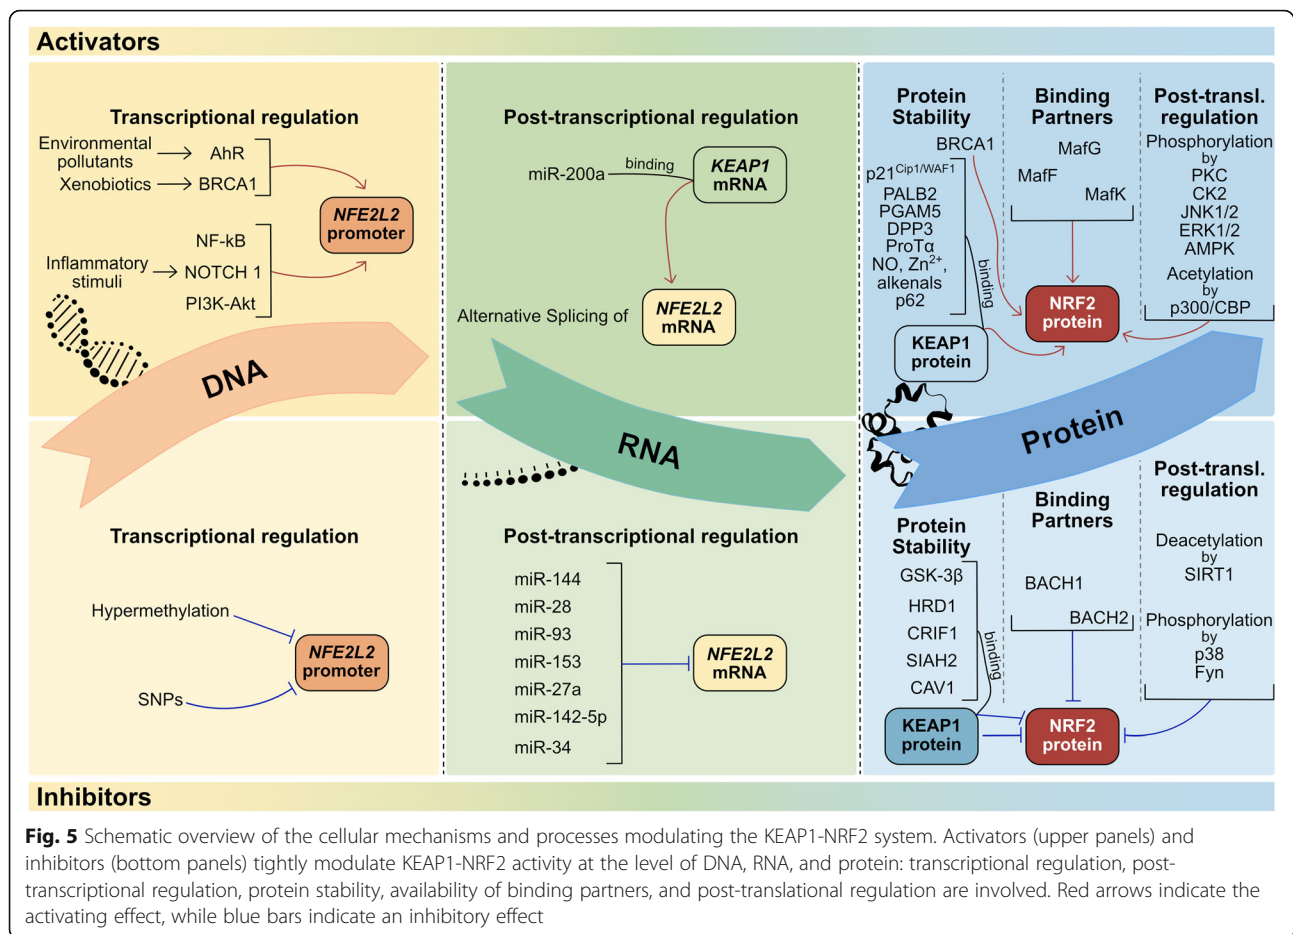 Activators
Transcriptional regulation
Environmental
pollutants
AhR
Xenobiotics
BRCA1
NFE2L2
promoter
NF-kB
Inflammatory
stimuli
NOTCH 1
PI3K-Akt
DNA
Post-transcriptional regulation
miR-200a
binding
KEAP1
mRNA
Alternative Splicing of
NFE2L2
mRNA
RNA
Protein
Stability
BRCA1
p21Cip1/WAF1
PALB2
PGAM5
DPP3
ProTα
NO, Zn2+,
alkenals
p62
binding
KEAP1
protein
Binding
Partners
MafG
MafF
MafK
NRF2
protein
Post-transl.
regulation
Phosphorylation
by
PKC
CK2
JNK1/2
ERK1/2
AMPK
Acetylation
by
p300/CBP
Protein
Transcriptional regulation
Hypermethylation
SNPs
NFE2L2
promoter
Post-transcriptional regulation
miR-144
miR-28
miR-93
miR-153
miR-27a
miR-142-5p
miR-34
NFE2L2
mRNA
Protein
Stability
GSK-3β
HRD1
CRIF1
SIAH2
CAV1
binding
KEAP1
protein
Binding
Partners
BACH1
BACH2
NRF2
protein
Post-transl.
regulation
Deacetylation
by
SIRT1
Phosphorylation
by
p38
Fyn
Inhibitors
Fig. 5 Schematic overview of the cellular mechanisms and processes modulating the KEAP1-NRF2 system. Activators (upper panels) and
inhibitors (bottom panels) tightly modulate KEAP1-NRF2 activity at the level of DNA, RNA, and protein: transcriptional regulation, post-
transcriptional regulation, protein stability, availability of binding partners, and post-translational regulation are involved. Red arrows indicate the
activating effect, while blue bars indicate an inhibitory effect